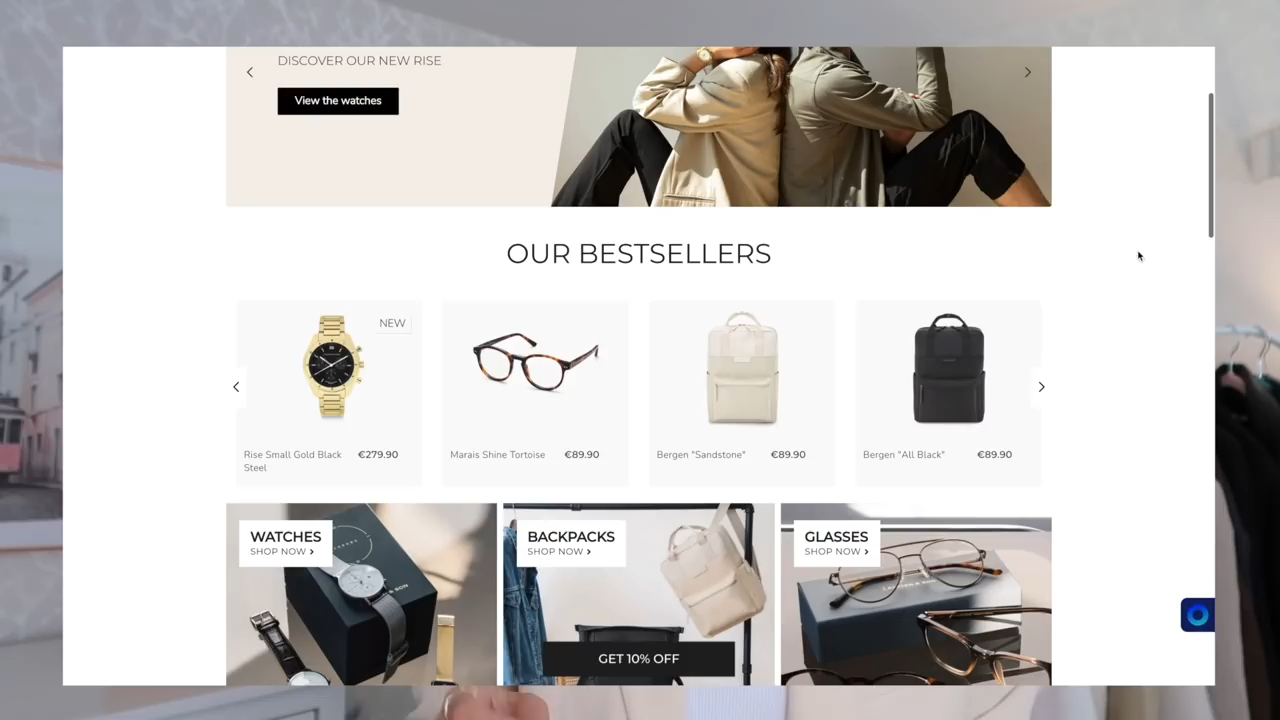 DISCOVER OUR NEW RISE
View the watches
OUR BESTSELLERS
NEW
Rise Small Gold Black Steel
€279.90
Marais Shine Tortoise
€89.90
Bergen "Sandstone"
€89.90
Bergen "All Black"
€89.90
WATCHES
SHOP NOW >
BACKPACKS
SHOP NOW >
GLASSES
SHOP NOW >
GET 10% OFF